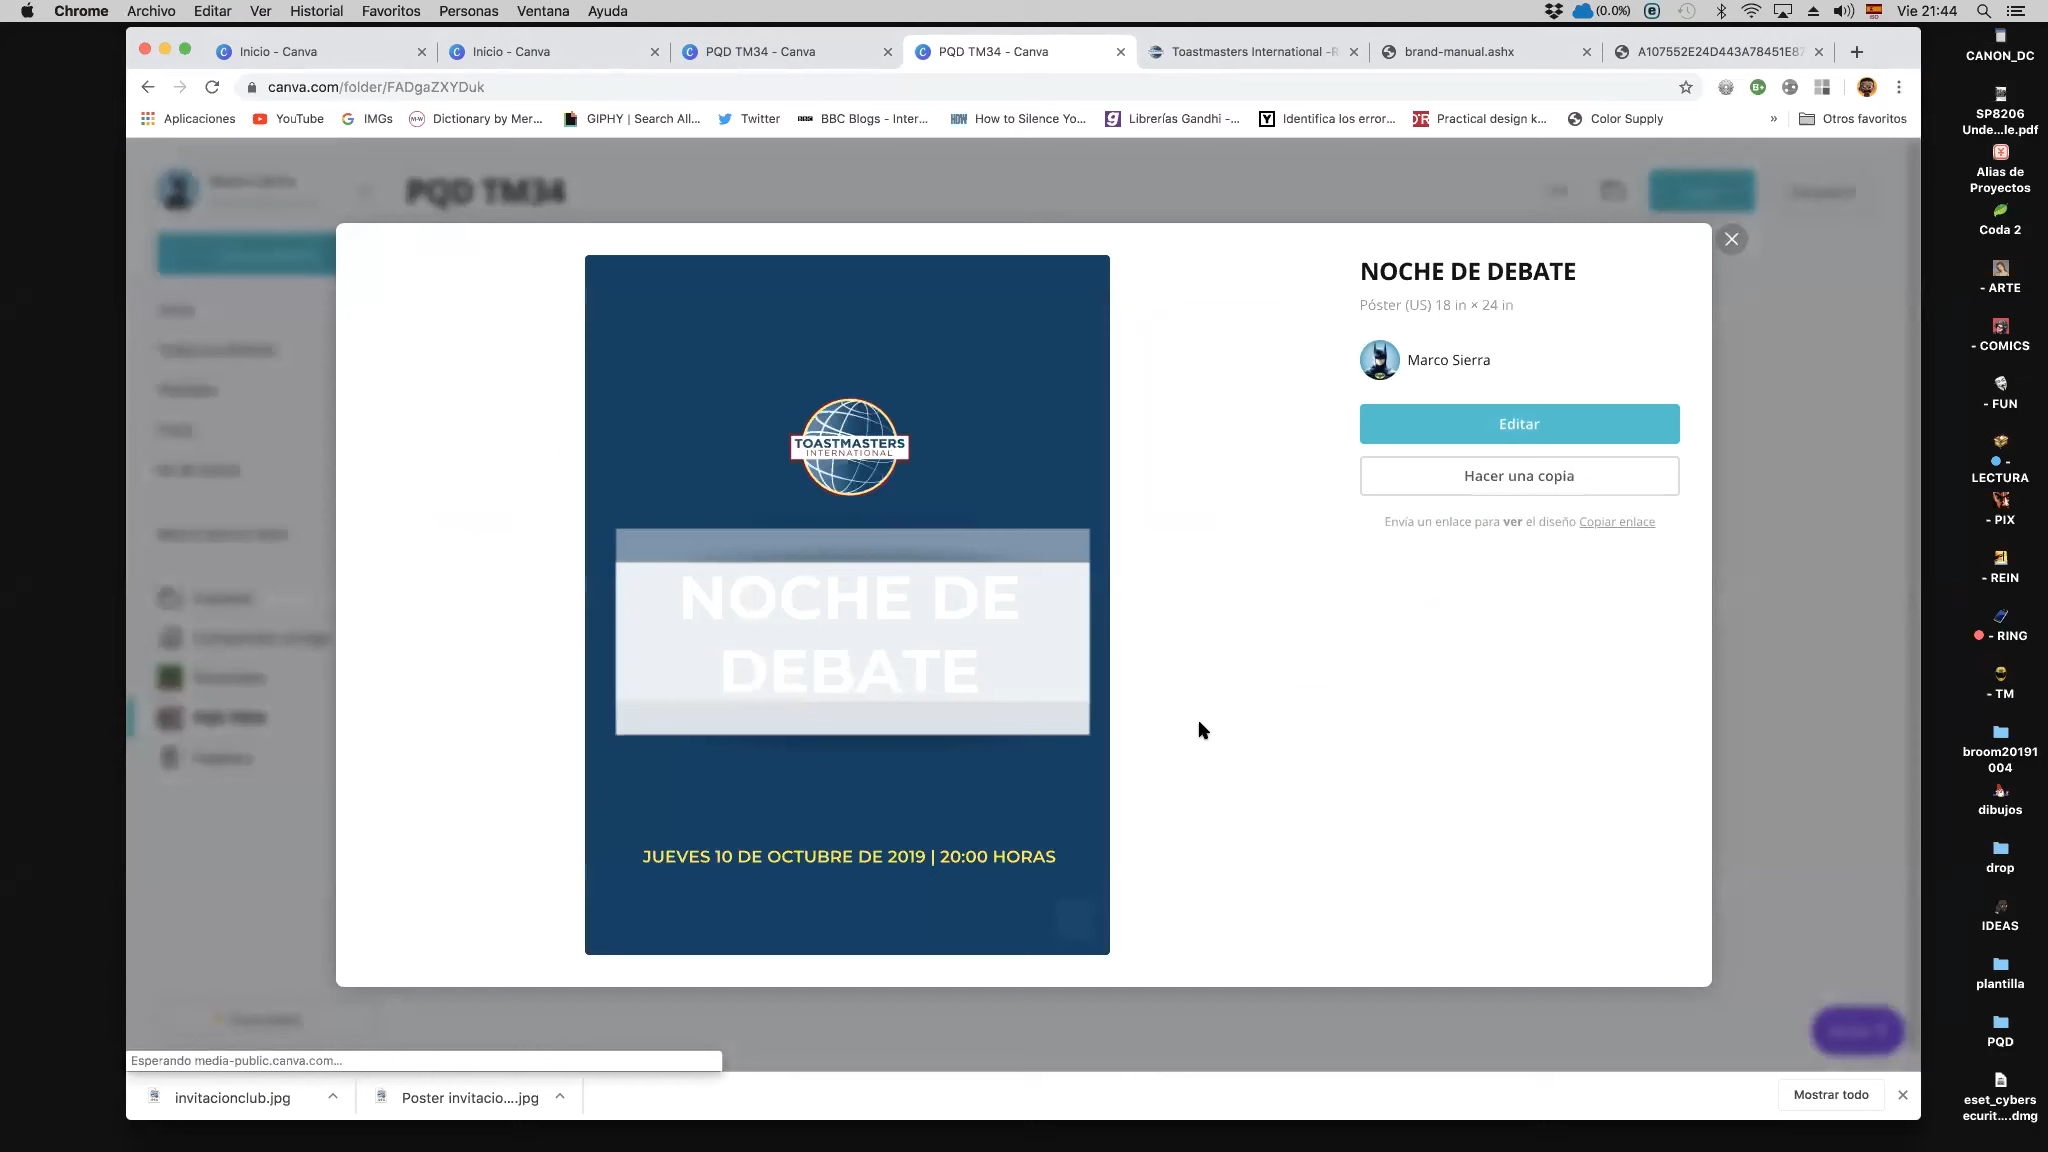 Chrome Archivo Editar Ver Historial Favoritos Personas Ventana Ayuda
(0.0%) Vie 21:44
Inicio - Canva
Inicio - Canva
PQD TM34 - Canva
PQD TM34 - Canva
Toastmasters International -R
brand-manual.ashx
A107552E24D443A78451E87
canva.com/folder/FADgaZXYDuk
Aplicaciones YouTube IMGs Dictionary by Mer... GIPHY | Search All... Twitter BBC Blogs - Inter... How to Silence Yo... Librerías Gandhi -... Identifica los error... Practical design k... Color Supply » Otros favoritos
PQD TM34
TOASTMASTERS
INTERNATIONAL
NOCHE DE
DEBATE
JUEVES 10 DE OCTUBRE DE 2019 | 20:00 HORAS
NOCHE DE DEBATE
Póster (US) 18 in × 24 in
Marco Sierra
Editar
Hacer una copia
Envía un enlace para ver el diseño Copiar enlace
Esperando media-public.canva.com...
invitacionclub.jpg
Poster invitacio....jpg
Mostrar todo
CANON_DC
SP8206
Unde...le.pdf
Alias de
Proyectos
Coda 2
- ARTE
- COMICS
- FUN
-
LECTURA
- PIX
- REIN
- RING
- TM
broom20191
004
dibujos
drop
IDEAS
plantilla
PQD
eset_cybers
ecurit....dmg